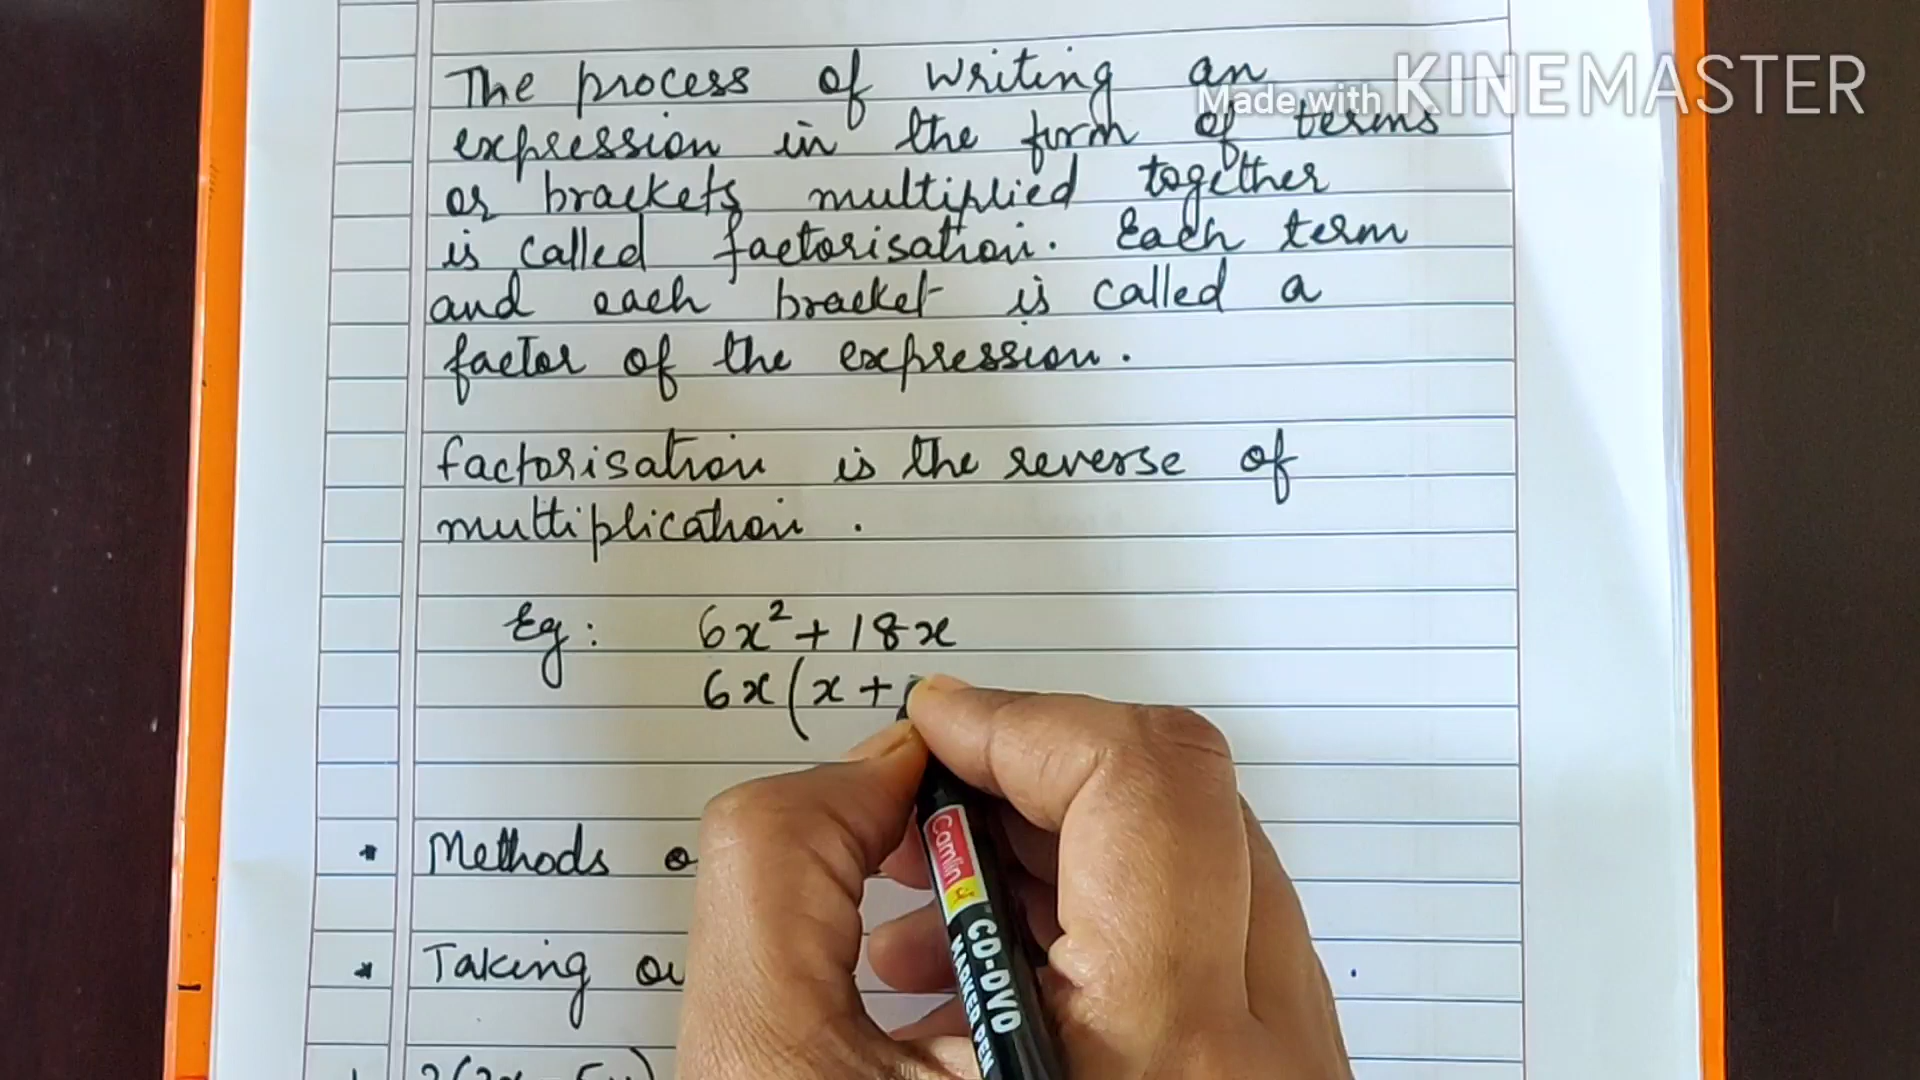 The process of writing an
Made with KINEMASTER
expression in the form of terms
or brackets multiplied together
is called factorisation. Each term
and each bracket is called a
factor of the expression.
factorisation is the reverse of
multiplication.
Eg: 6x² + 18x
6x(x +
* Methods
* Taking
Camlin
CD-DVD
MARKER PEN